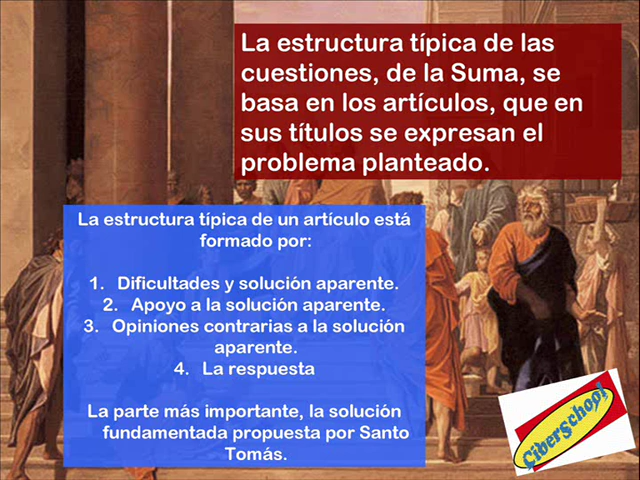 La estructura típica de las
cuestiones, de la Suma, se
basa en los artículos, que en
sus títulos se expresan el
problema planteado.
La estructura típica de un artículo está
formado por:
1. Dificultades y solución aparente.
2. Apoyo a la solución aparente.
3. Opiniones contrarias a la solución
aparente.
4. La respuesta
La parte más importante, la solución
fundamentada propuesta por Santo
Tomás.
Ciberschool